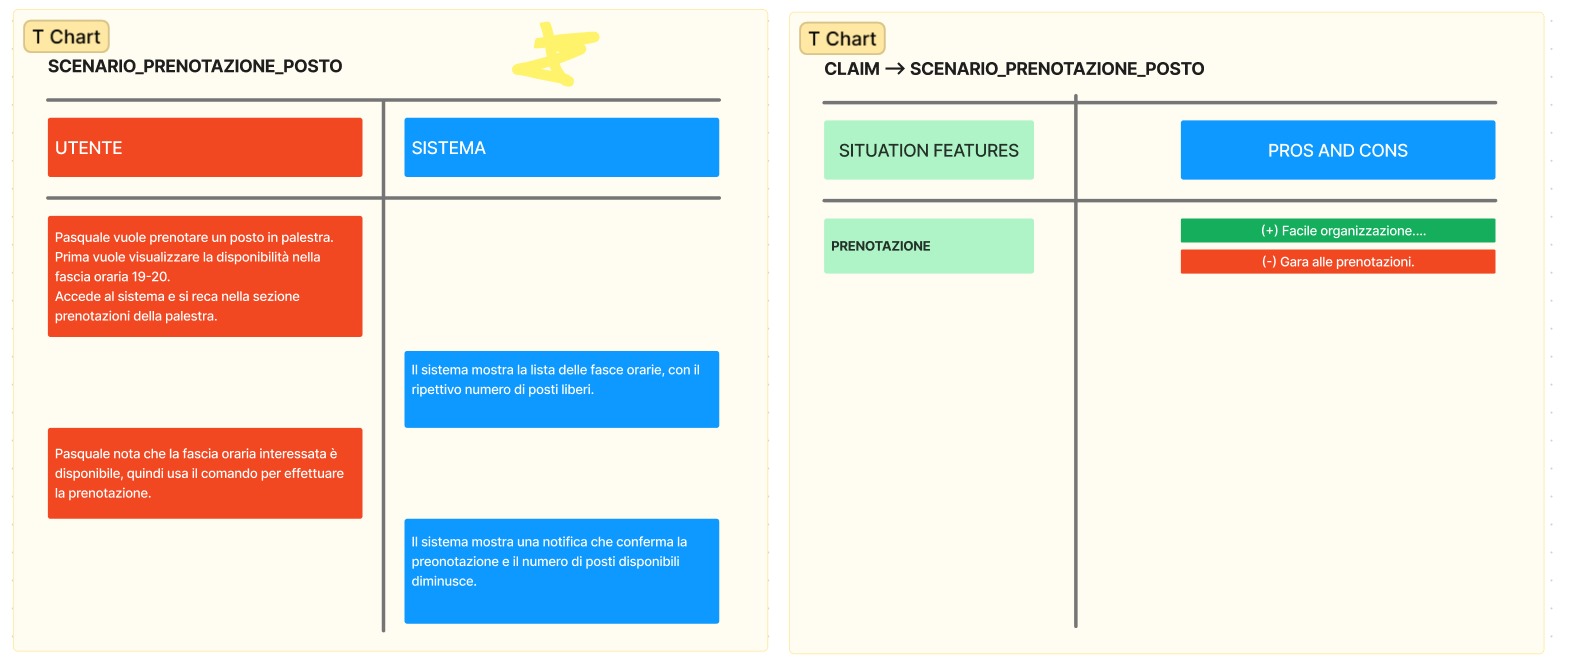 T Chart
SCENARIO_PRENOTAZIONE_POSTO
UTENTE
SISTEMA
Pasquale vuole prenotare un posto in palestra.
Prima vuole visualizzare la disponibilità nella
fascia oraria 19-20.
Accede al sistema e si reca nella sezione
prenotazioni della palestra.
Il sistema mostra la lista delle fasce orarie, con il
ripettivo numero di posti liberi.
Pasquale nota che la fascia oraria interessata è
disponibile, quindi usa il comando per effettuare
la prenotazione.
Il sistema mostra una notifica che conferma la
preonotazione e il numero di posti disponibili
diminusce.
T Chart
CLAIM --> SCENARIO_PRENOTAZIONE_POSTO
SITUATION FEATURES
PROS AND CONS
PRENOTAZIONE
(+) Facile organizzazione....
(-) Gara alle prenotazioni.